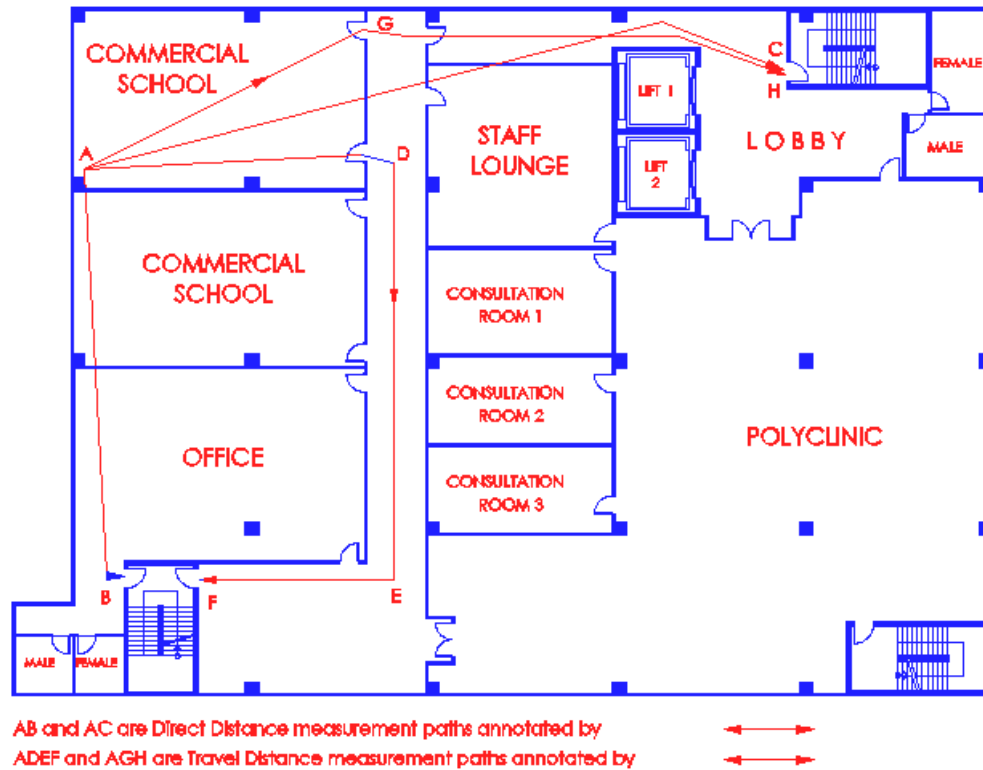 COMMERCIAL
SCHOOL
G
C
H
FEMALE
LIFT 1
A
D
STAFF
LOUNGE
LOBBY
MALE
LIFT
2
COMMERCIAL
SCHOOL
CONSULTATION
ROOM 1
CONSULTATION
ROOM 2
POLYCLINIC
OFFICE
CONSULTATION
ROOM 3
B
F
E
MALE
FEMALE
AB and AC are Direct Distance measurement paths annotated by
ADEF and AGH are Travel Distance measurement paths annotated by